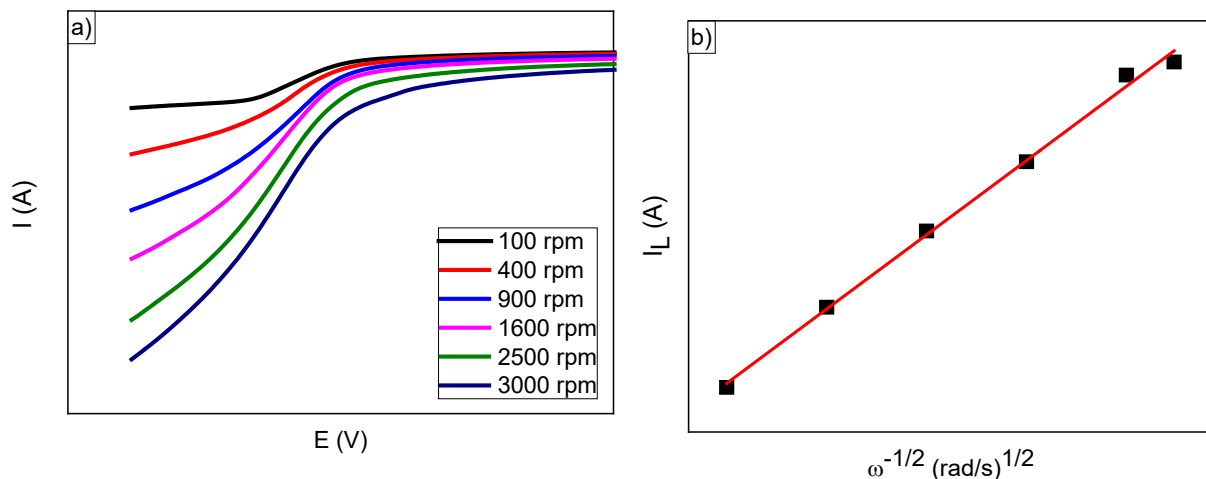 a)
I (A)
100 rpm
400 rpm
900 rpm
1600 rpm
2500 rpm
3000 rpm
E (V)
b)
I_L (A)
ω^-1/2 (rad/s)^1/2